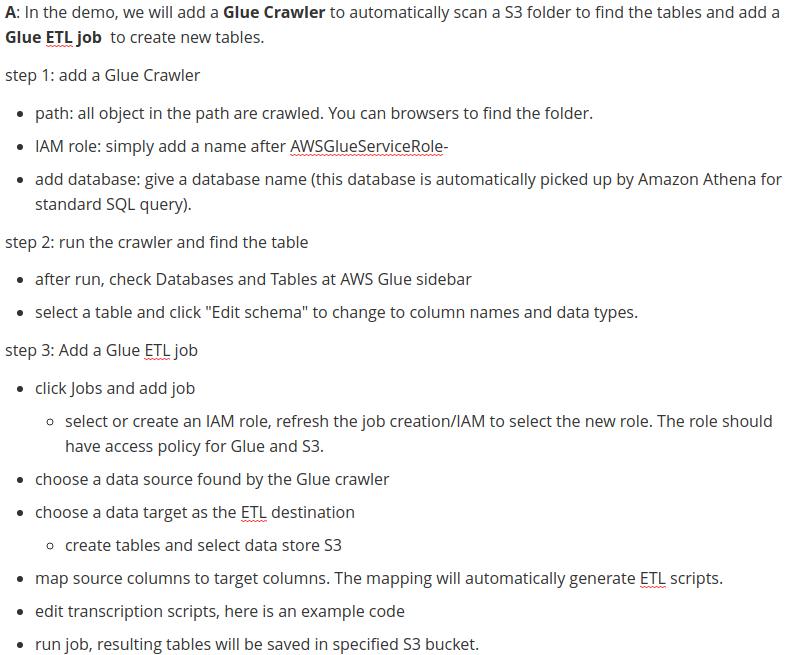 A: In the demo, we will add a Glue Crawler to automatically scan a S3 folder to find the tables and add a
Glue ETL job to create new tables.
step 1: add a Glue Crawler
path: all object in the path are crawled. You can browsers to find the folder.
IAM role: simply add a name after AWSGlueServiceRole-
add database: give a database name (this database is automatically picked up by Amazon Athena for
standard SQL query).
step 2: run the crawler and find the table
after run, check Databases and Tables at AWS Glue sidebar
select a table and click "Edit schema" to change to column names and data types.
step 3: Add a Glue ETL job
click Jobs and add job
select or create an IAM role, refresh the job creation/IAM to select the new role. The role should
have access policy for Glue and S3.
choose a data source found by the Glue crawler
choose a data target as the ETL destination
create tables and select data store S3
map source columns to target columns. The mapping will automatically generate ETL scripts.
edit transcription scripts, here is an example code
run job, resulting tables will be saved in specified S3 bucket.